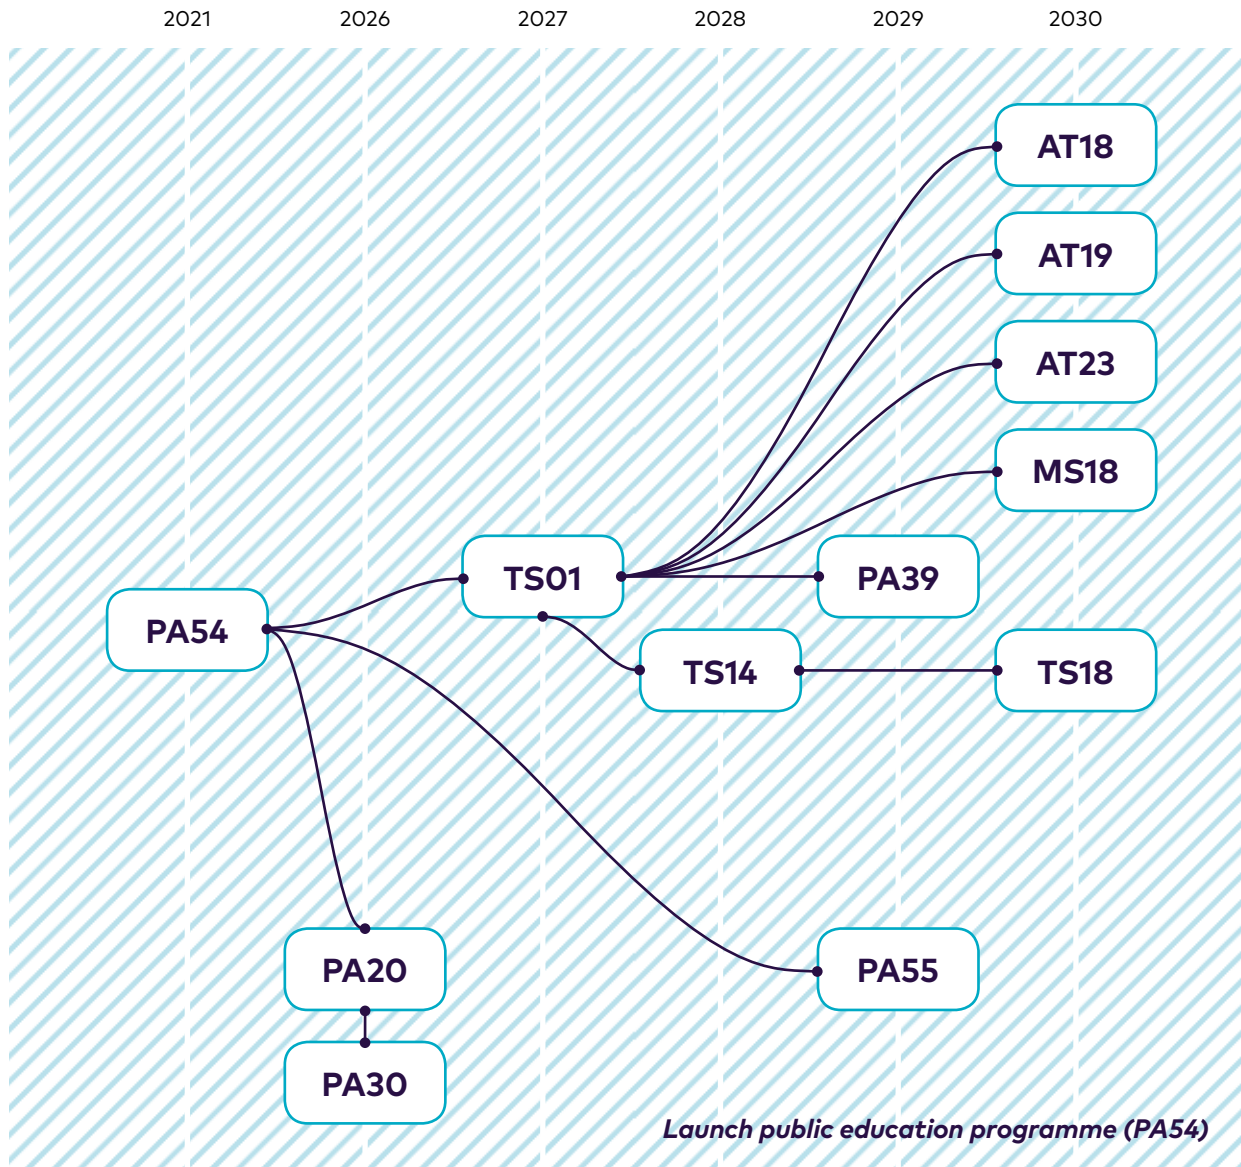 2021 2026 2027 2028 2029 2030
AT18
AT19
AT23
MS18
TS01 PA39
PA54
TS14 TS18
PA20 PA55
PA30
Launch public education programme (PA54)